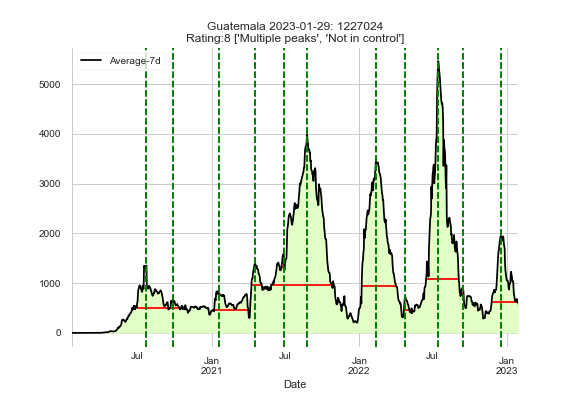 Guatemala 2023-01-29: 1227024
Rating:8 ['Multiple peaks', 'Not in control']
Average-7d
5000
4000
3000
2000
1000
0
Jul Jan Jul Jan Jul Jan
2021 2022 2023
Date